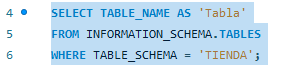 4 SELECT TABLE_NAME AS 'Tabla'
5 FROM INFORMATION_SCHEMA.TABLES
6 WHERE TABLE_SCHEMA = 'TIENDA';